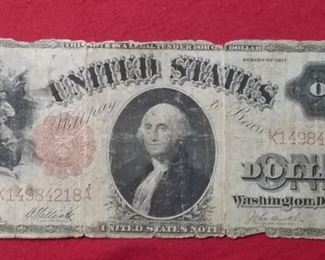 THIS NOTE IS A LEGAL TENDER FOR ONE DOLLAR
SERIES OF 1917
UNITED STATES
O
Will pay to Bearer
K14984
K14984218A
DOLLA
Washington, D.
UNITED STATES NOTE